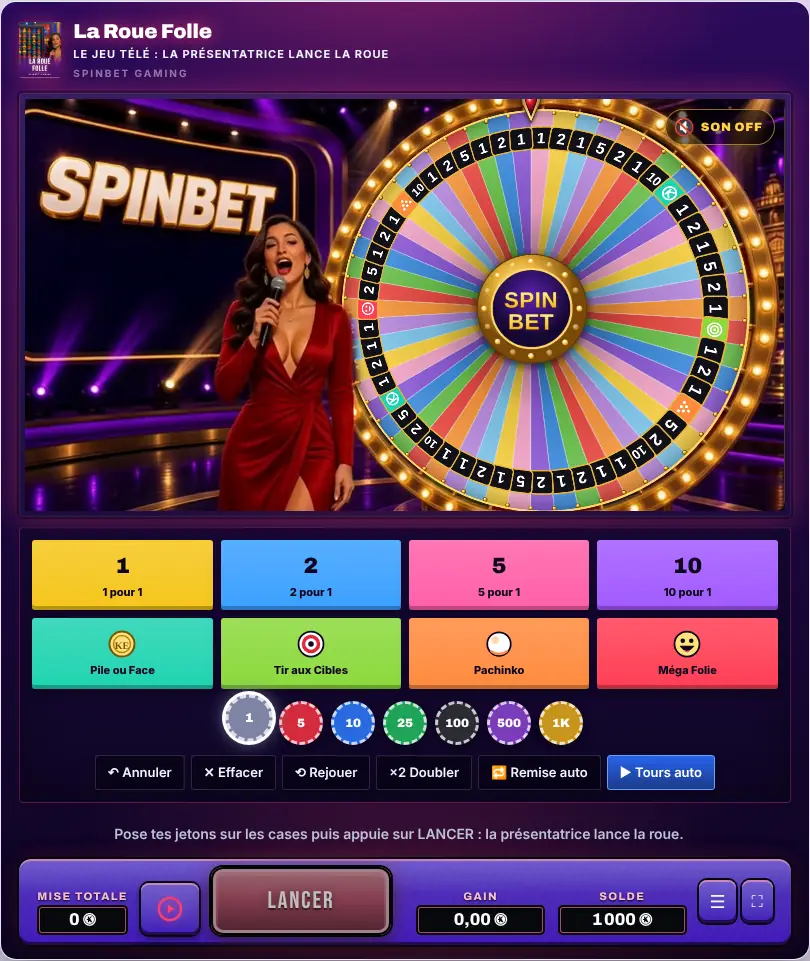 La Roue Folle
LE JEU TÉLÉ : LA PRÉSENTATRICE LANCE LA ROUE
SPINBET GAMING
LA ROUE
FOLLE
SON OFF
SPINBET
SPIN
BET
1 2 5 10
1 pour 1 2 pour 1 5 pour 1 10 pour 1
KE
Pile ou Face Tir aux Cibles Pachinko Méga Folie
1 5 10 25 100 500 1K
↶ Annuler ✕ Effacer ⟲ Rejouer ×2 Doubler 🔁 Remise auto ▶ Tours auto
Pose tes jetons sur les cases puis appuie sur LANCER : la présentatrice lance la roue.
MISE TOTALE LANCER GAIN SOLDE
0 0,00 1000